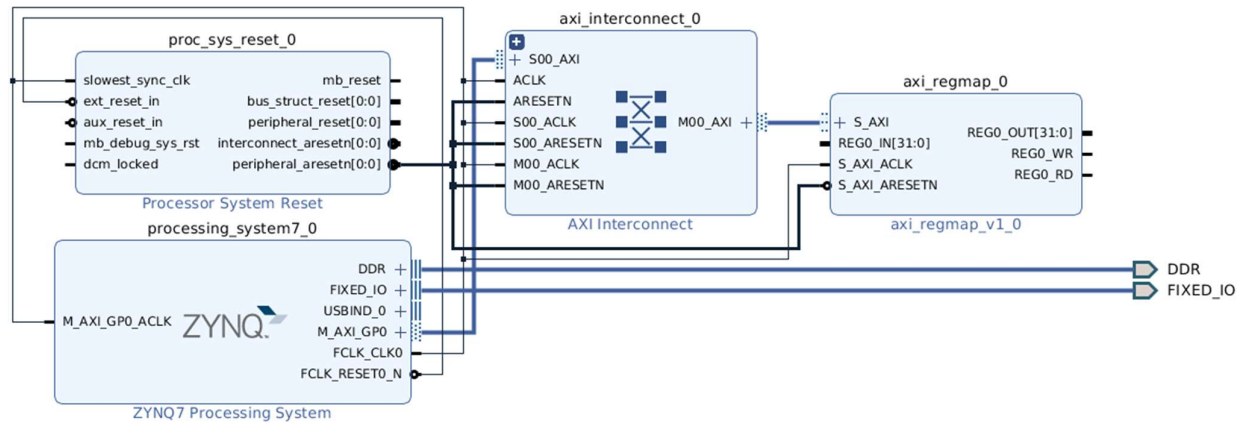 proc_sys_reset_0
slowest_sync_clk
ext_reset_in
aux_reset_in
mb_debug_sys_rst
dcm_locked
mb_reset
bus_struct_reset[0:0]
peripheral_reset[0:0]
interconnect_aresetn[0:0]
peripheral_aresetn[0:0]
Processor System Reset
processing_system7_0
M_AXI_GP0_ACLK
ZYNQ
DDR
FIXED_IO
USBIND_0
M_AXI_GP0
FCLK_CLK0
FCLK_RESET0_N
ZYNQ7 Processing System
axi_interconnect_0
S00_AXI
ACLK
ARESETN
S00_ACLK
S00_ARESETN
M00_ACLK
M00_ARESETN
M00_AXI
AXI Interconnect
axi_regmap_0
S_AXI
REG0_IN[31:0]
S_AXI_ACLK
S_AXI_ARESETN
REG0_OUT[31:0]
REG0_WR
REG0_RD
axi_regmap_v1_0
DDR
FIXED_IO